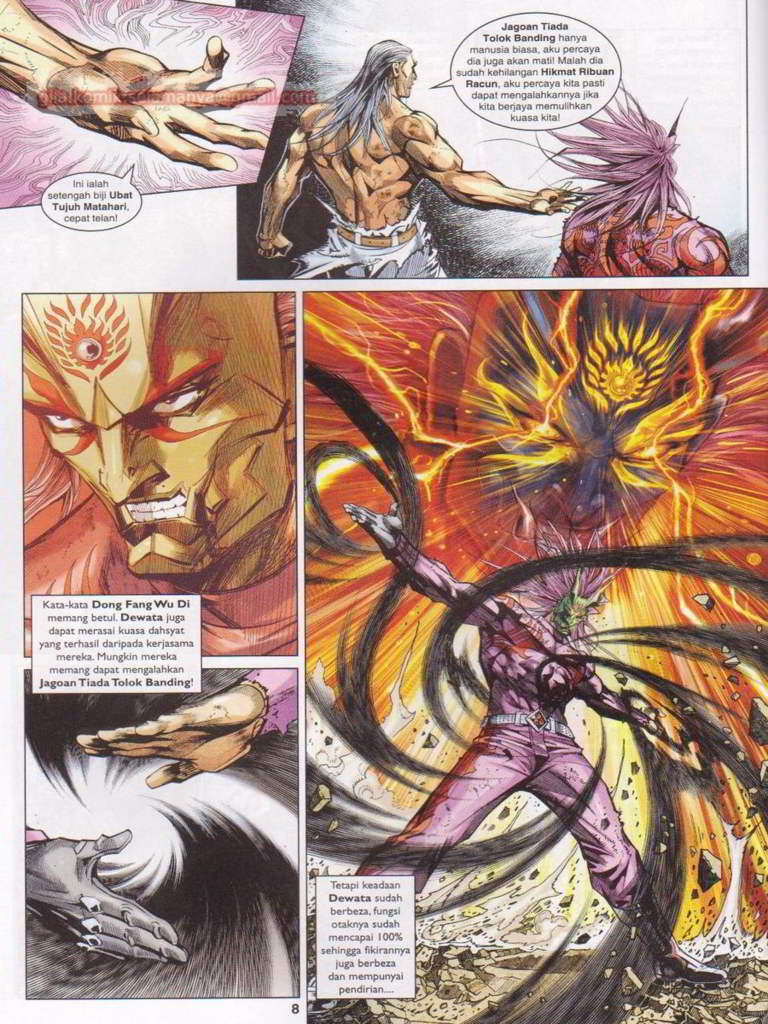 Jagoan Tiada
Tolok Banding hanya
manusia biasa, aku percaya
dia juga akan mati! Malah dia
sudah kehilangan Hikmat Ribuan
Racun, aku percaya kita pasti
dapat mengalahkannya jika
kita berjaya memulihkan
kuasa kita!
Ini ialah
setengah biji Ubat
Tujuh Matahari,
cepat telan!
Kata-kata Dong Fang Wu Di
memang betul. Dewata juga
dapat merasai kuasa dahsyat
yang terhasil daripada kerjasama
mereka. Mungkin mereka
memang dapat mengalahkan
Jagoan Tiada Tolok Banding!
Tetapi keadaan
Dewata sudah
berbeza, fungsi
otaknya sudah
mencapai 100%
sehingga fikirannya
juga berbeza
dan mempunyai
pendirian....
8